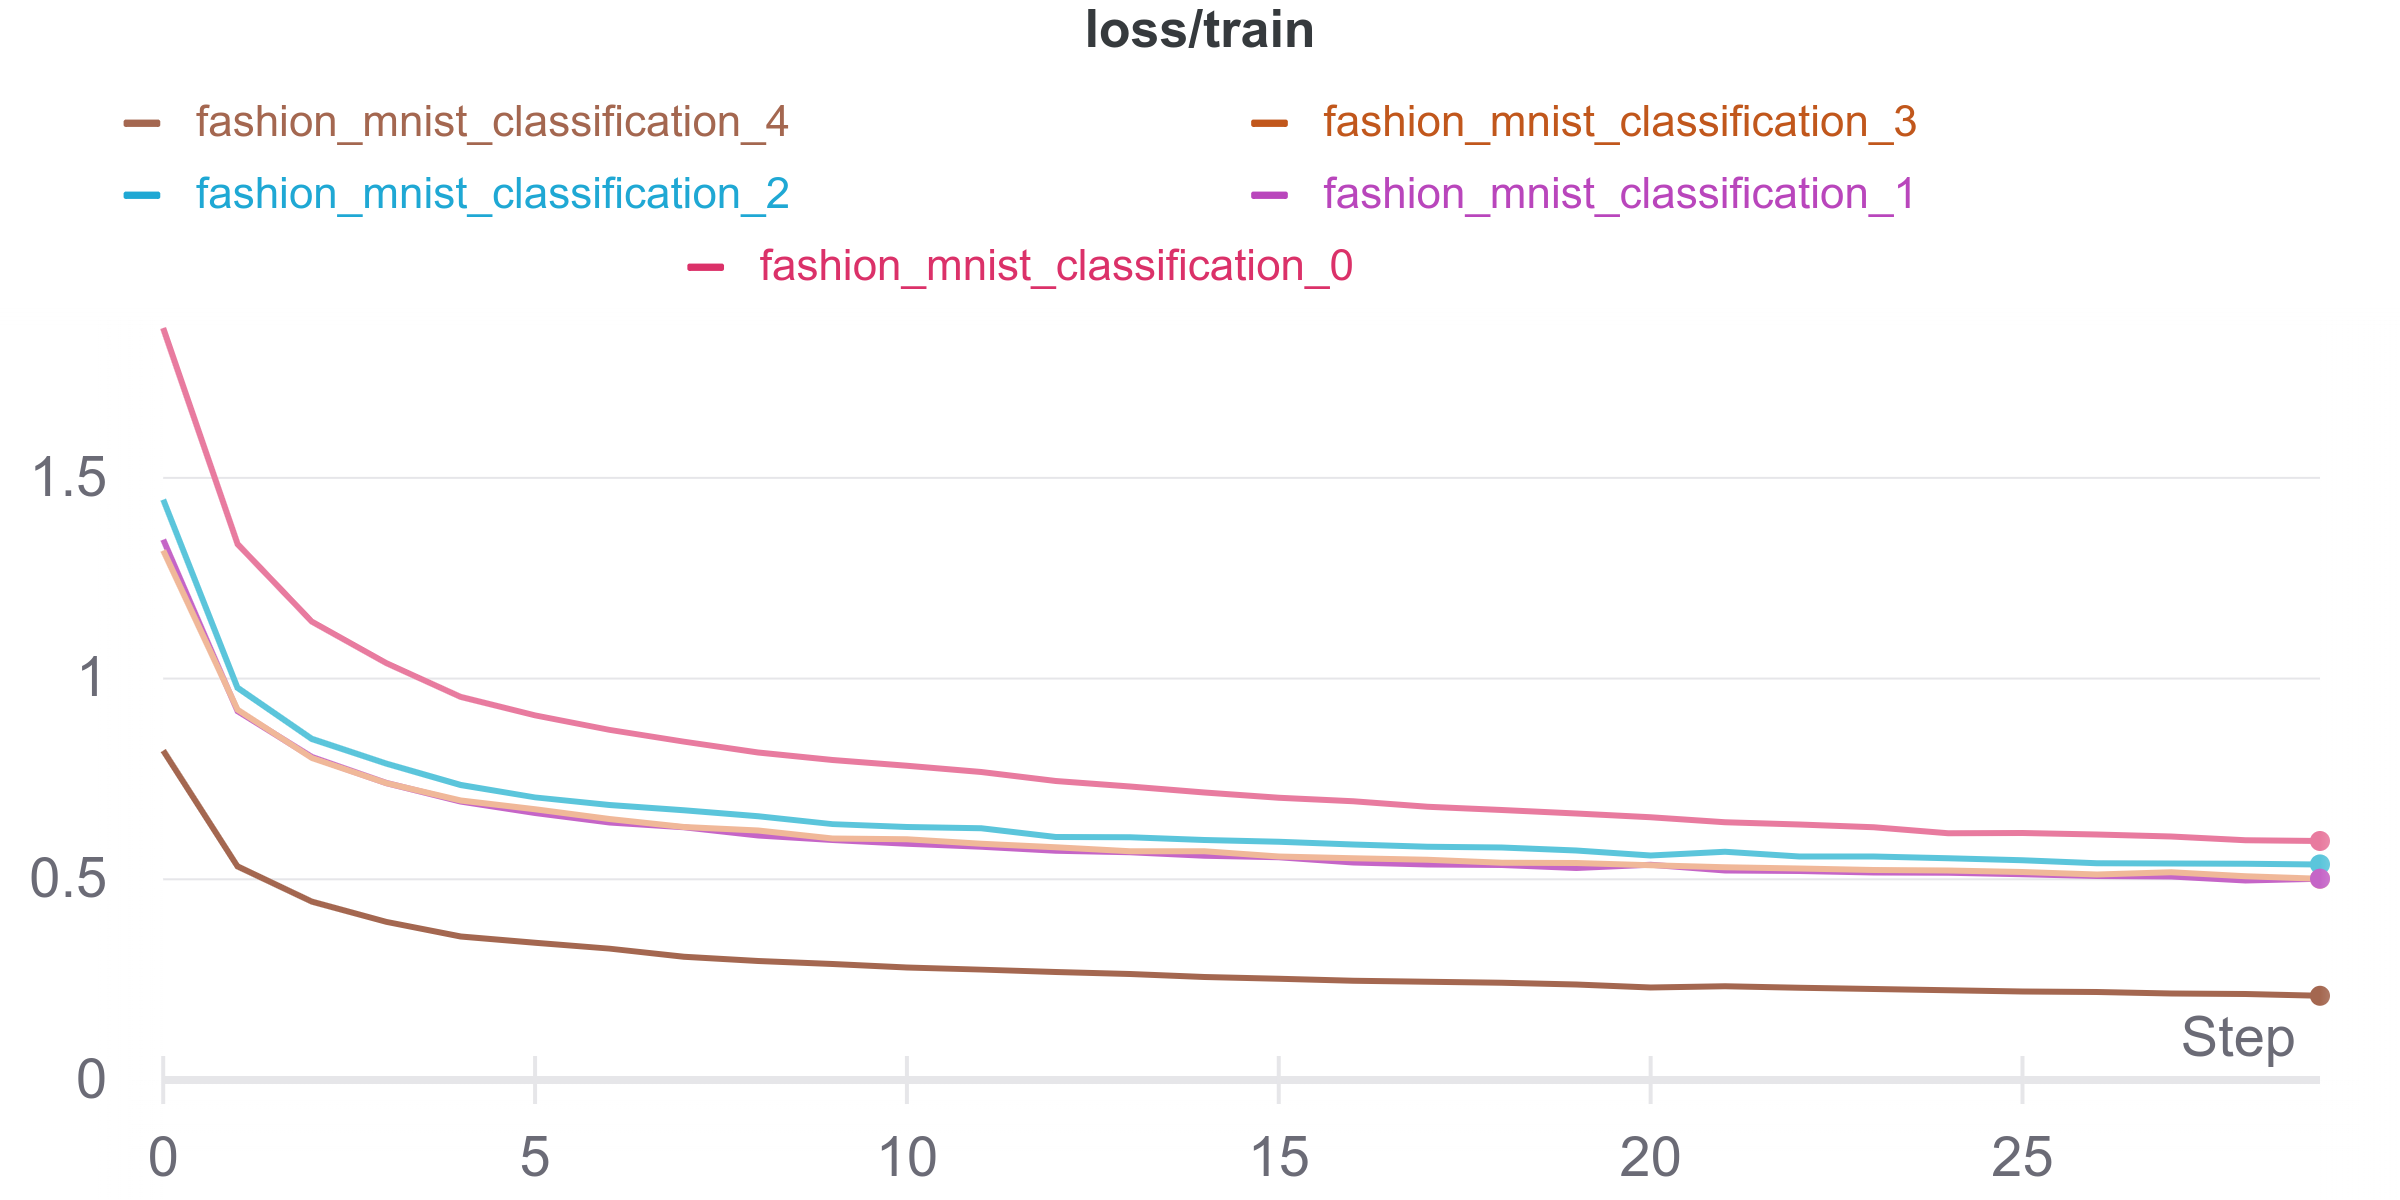 loss/train
fashion_mnist_classification_4 fashion_mnist_classification_3
fashion_mnist_classification_2 fashion_mnist_classification_1
fashion_mnist_classification_0
1.5
1
0.5
Step
0
0 5 10 15 20 25